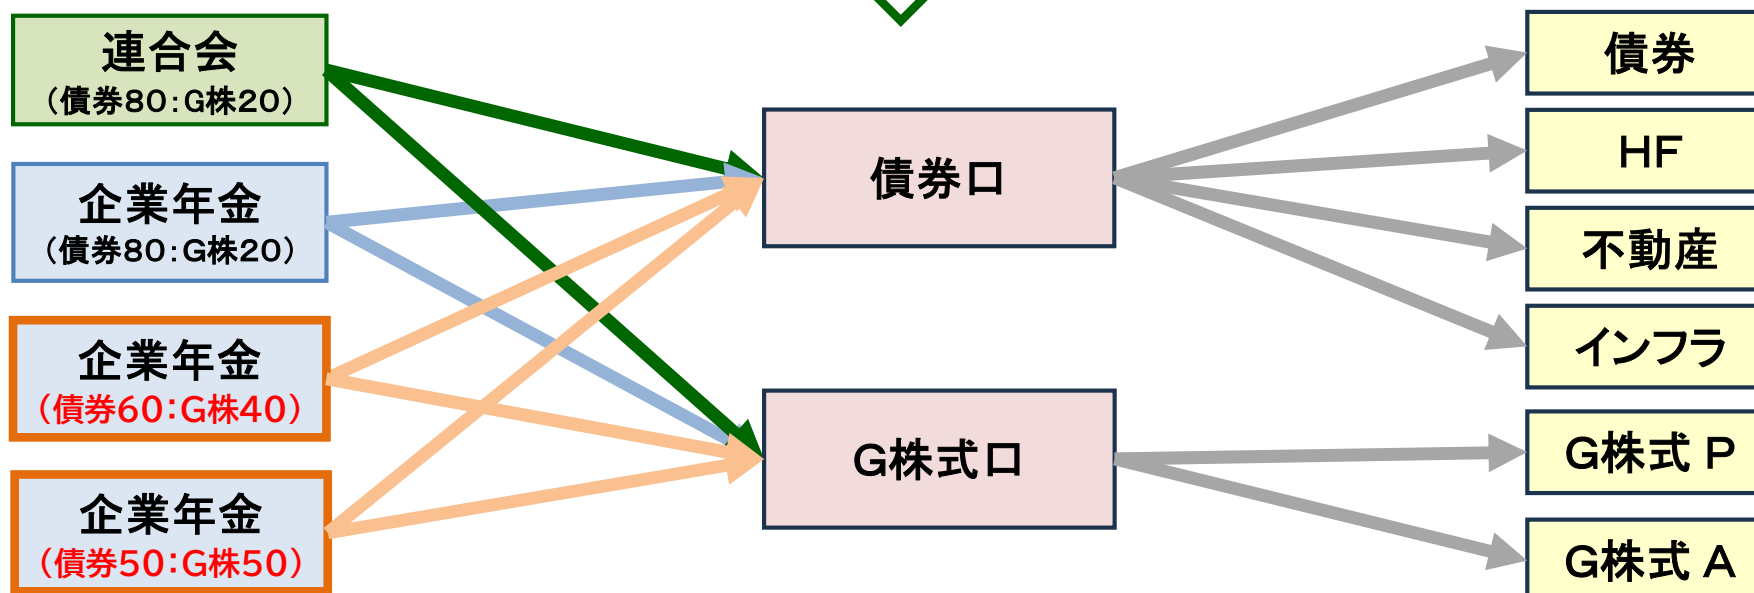 連合会
（債券80：G株20）
企業年金
（債券80：G株20）
企業年金
（債券60：G株40）
企業年金
（債券50：G株50）
債券口
G株式口
債券
HF
不動産
インフラ
G株式 P
G株式 A